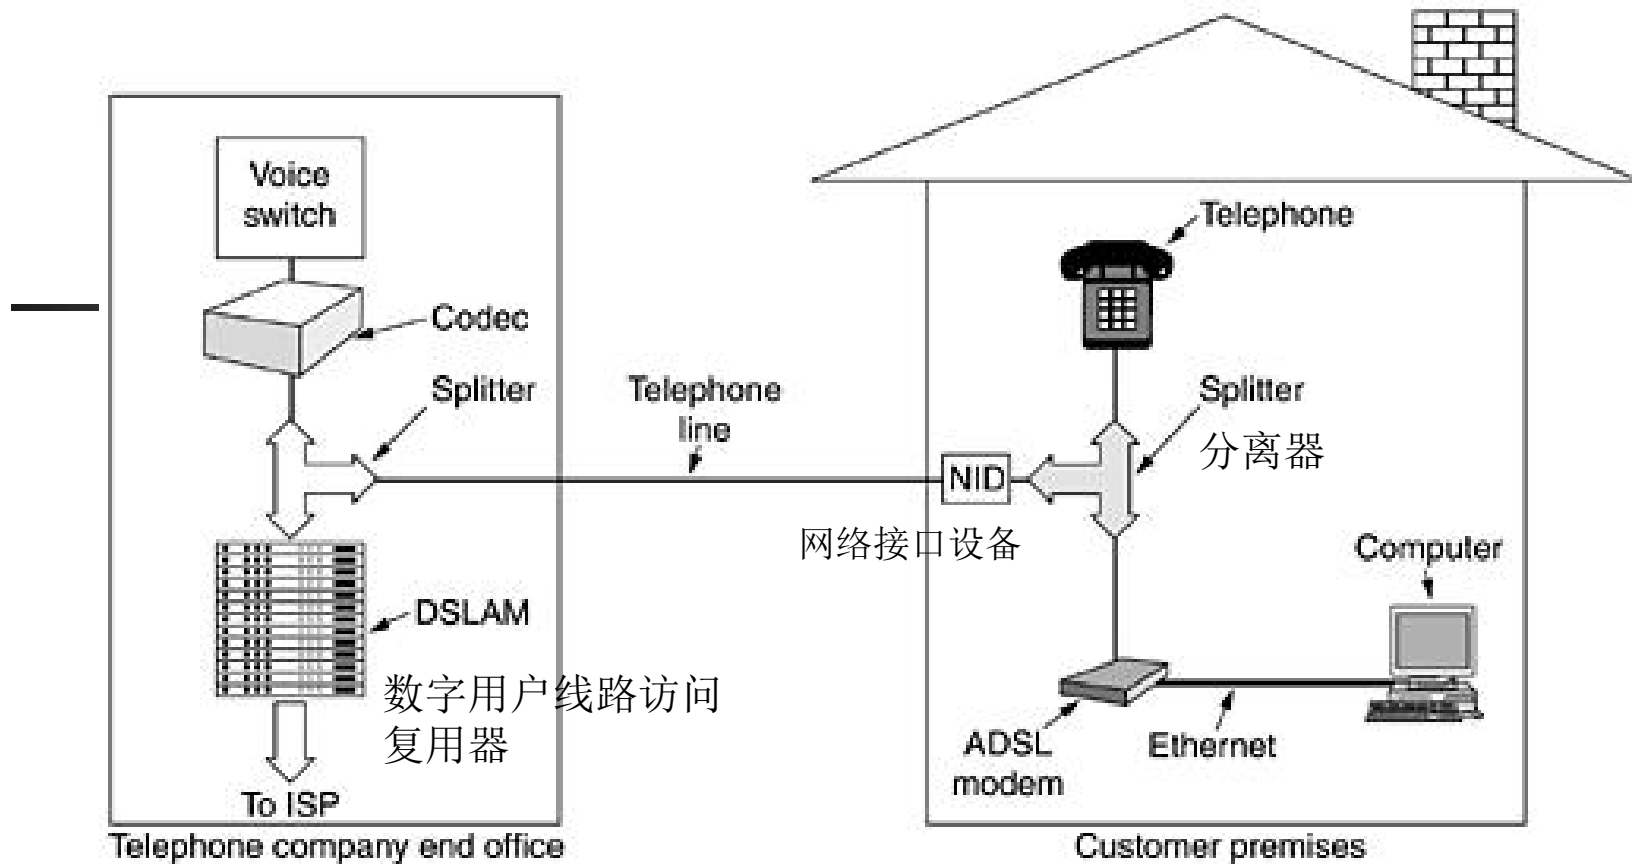 Voice
switch
Codec
Splitter
DSLAM
数字用户线路访问
复用器
To ISP
Telephone company end office
Telephone
line
Telephone
Splitter
分离器
NID
网络接口设备
Computer
ADSL
modem
Ethernet
Customer premises